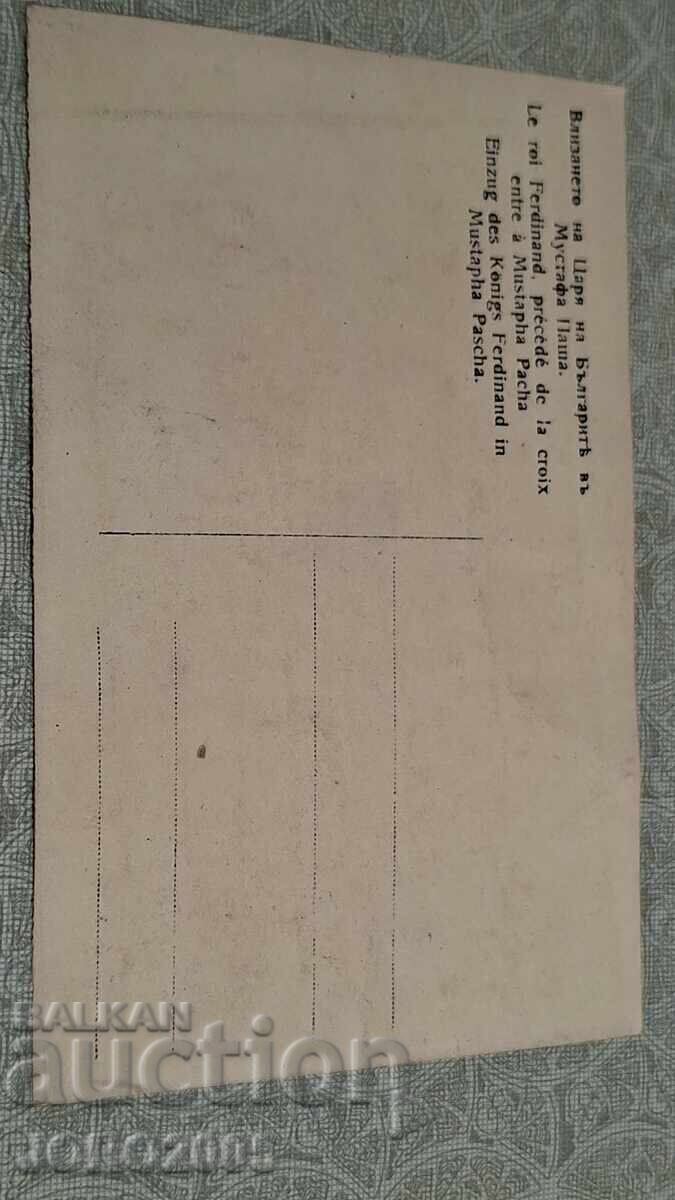 Влизането на Царя на Българитѣ въ
Мустафа Паша.
Le roi Ferdinand, précédé de la croix
entre à Mustapha Pacha
Einzug des Königs Ferdinand in
Mustapha Pascha.
BALKAN
auction
JORO2005